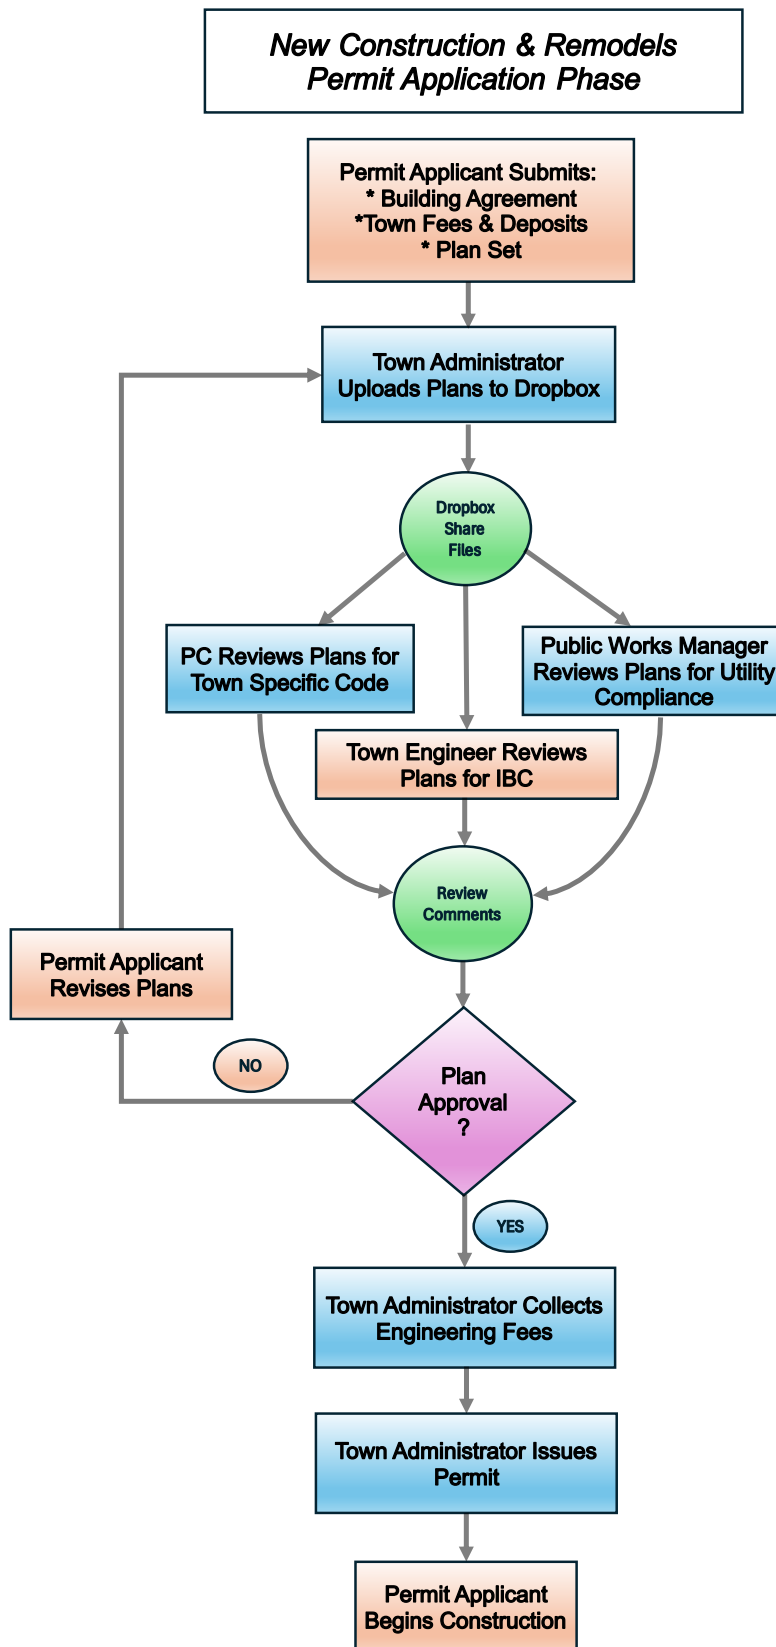 New Construction & Remodels
Permit Application Phase
Permit Applicant Submits:
* Building Agreement
*Town Fees & Deposits
* Plan Set
Town Administrator
Uploads Plans to Dropbox
Dropbox
Share
Files
PC Reviews Plans for
Town Specific Code
Public Works Manager
Reviews Plans for Utility
Compliance
Town Engineer Reviews
Plans for IBC
Review
Comments
Permit Applicant
Revises Plans
NO
Plan
Approval
?
YES
Town Administrator Collects
Engineering Fees
Town Administrator Issues
Permit
Permit Applicant
Begins Construction